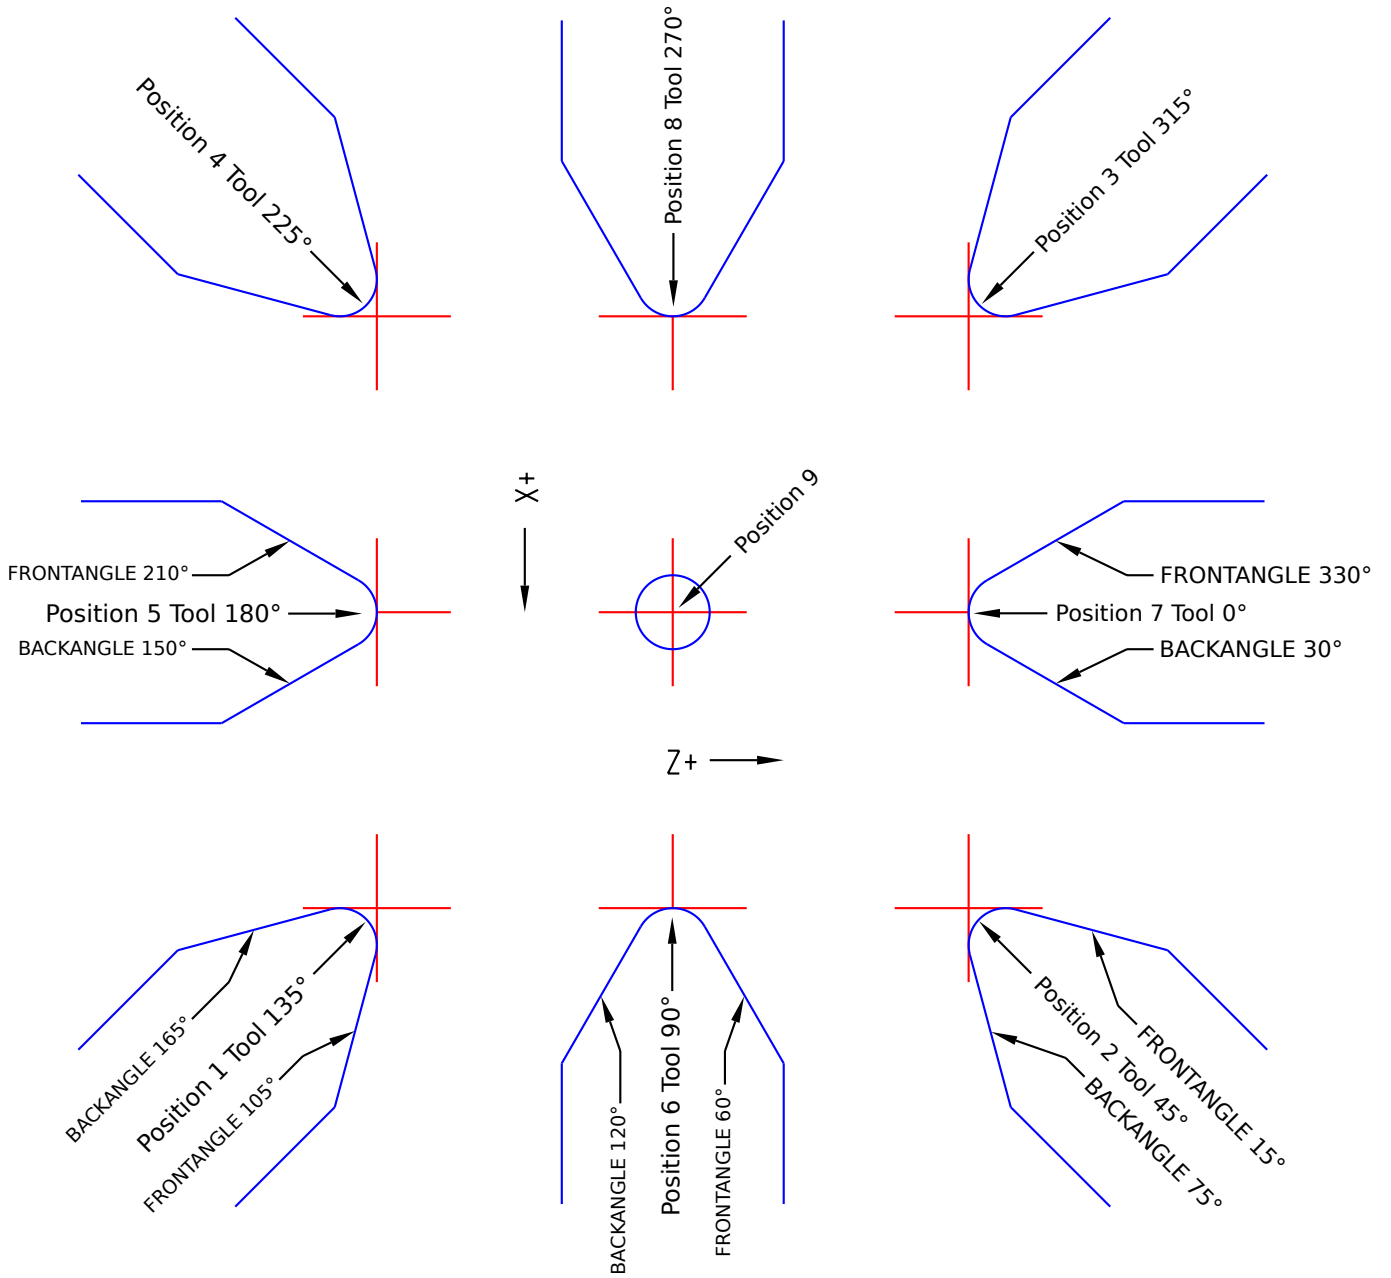 Position 4 Tool 225°
Position 8 Tool 270°
Position 3 Tool 315°
X+
Position 9
FRONTANGLE 210°
Position 5 Tool 180°
BACKANGLE 150°
FRONTANGLE 330°
Position 7 Tool 0°
BACKANGLE 30°
Z+
BACKANGLE 165°
Position 1 Tool 135°
FRONTANGLE 105°
BACKANGLE 120°
Position 6 Tool 90°
FRONTANGLE 60°
FRONTANGLE 15°
Position 2 Tool 45°
BACKANGLE 75°